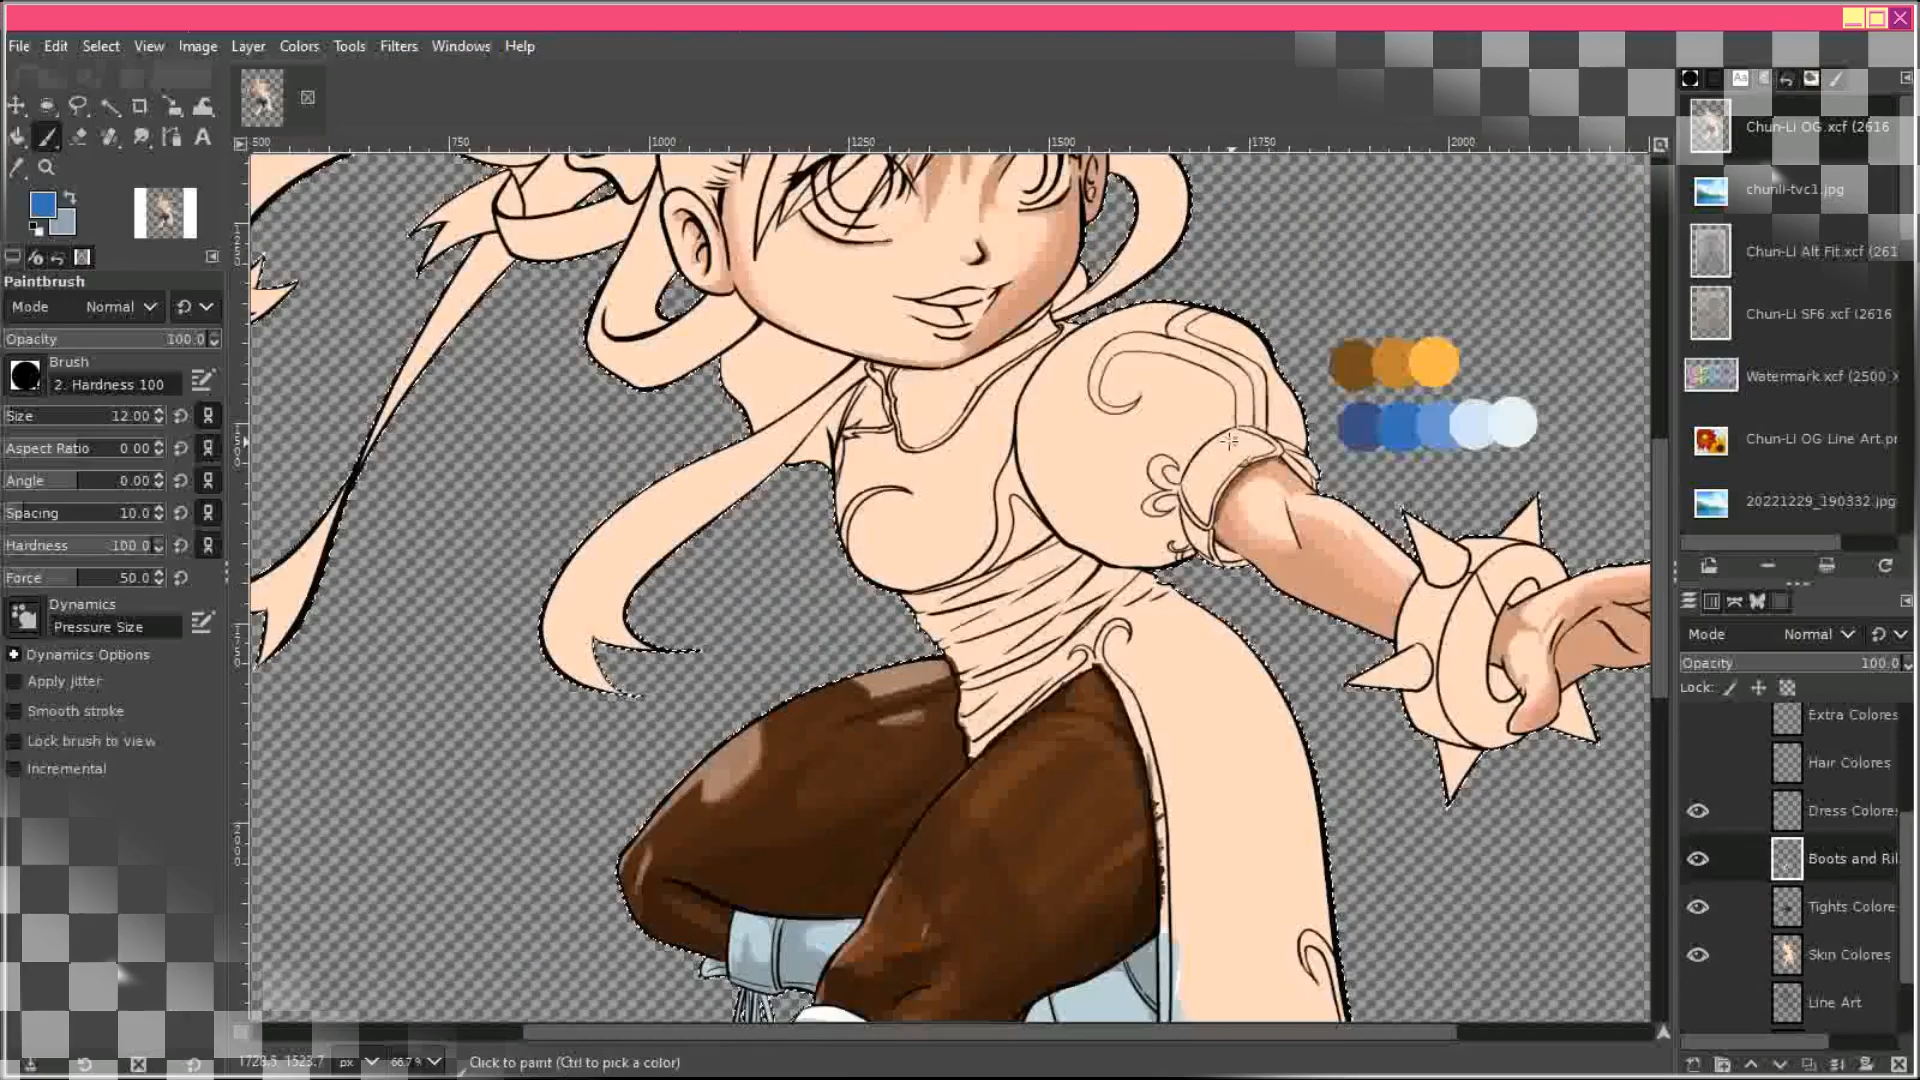 File Edit Select View Image Layer Colors Tools Filters Windows Help
500 750 1000 1250 1500 1750 2000
Paintbrush
Mode Normal
Opacity 100.0
Brush
2. Hardness 100
Size 12.00
Aspect Ratio 0.00
Angle 0.00
Spacing 10.0
Hardness 100.0
Force 50.0
Dynamics
Pressure Size
Dynamics Options
Apply jitter
Smooth stroke
Lock brush to view
Incremental
1728.5, 1523.7 px 66.7% Click to paint (Ctrl to pick a color)
Aa
Chun-Li OG.xcf (2616
chunli-tvc1.jpg
Chun-Li Alt Fit.xcf (261
Chun-Li SF6.xcf (2616
Watermark.xcf (2500 X
Chun-Li OG Line Art.pr
20221229_190332.jpg
Mode Normal
Opacity 100.0
Lock:
Extra Colores
Hair Colores
Dress Colores
Boots and Ril
Tights Colore
Skin Colores
Line Art